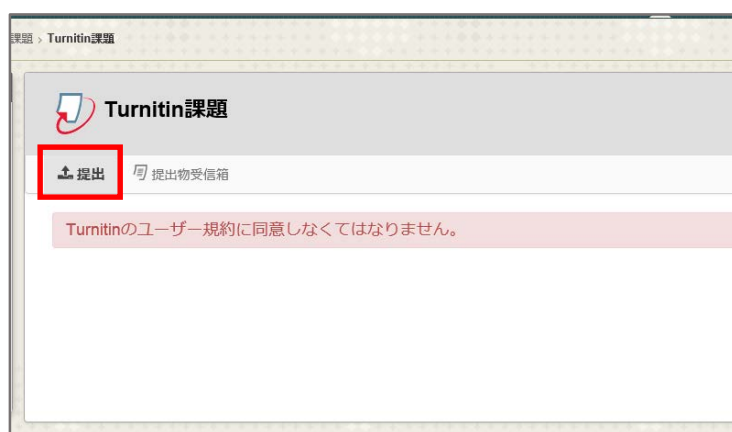 課題 > Turnitin課題
Turnitin課題
提出 提出物受信箱
Turnitinのユーザー規約に同意しなくてはなりません。